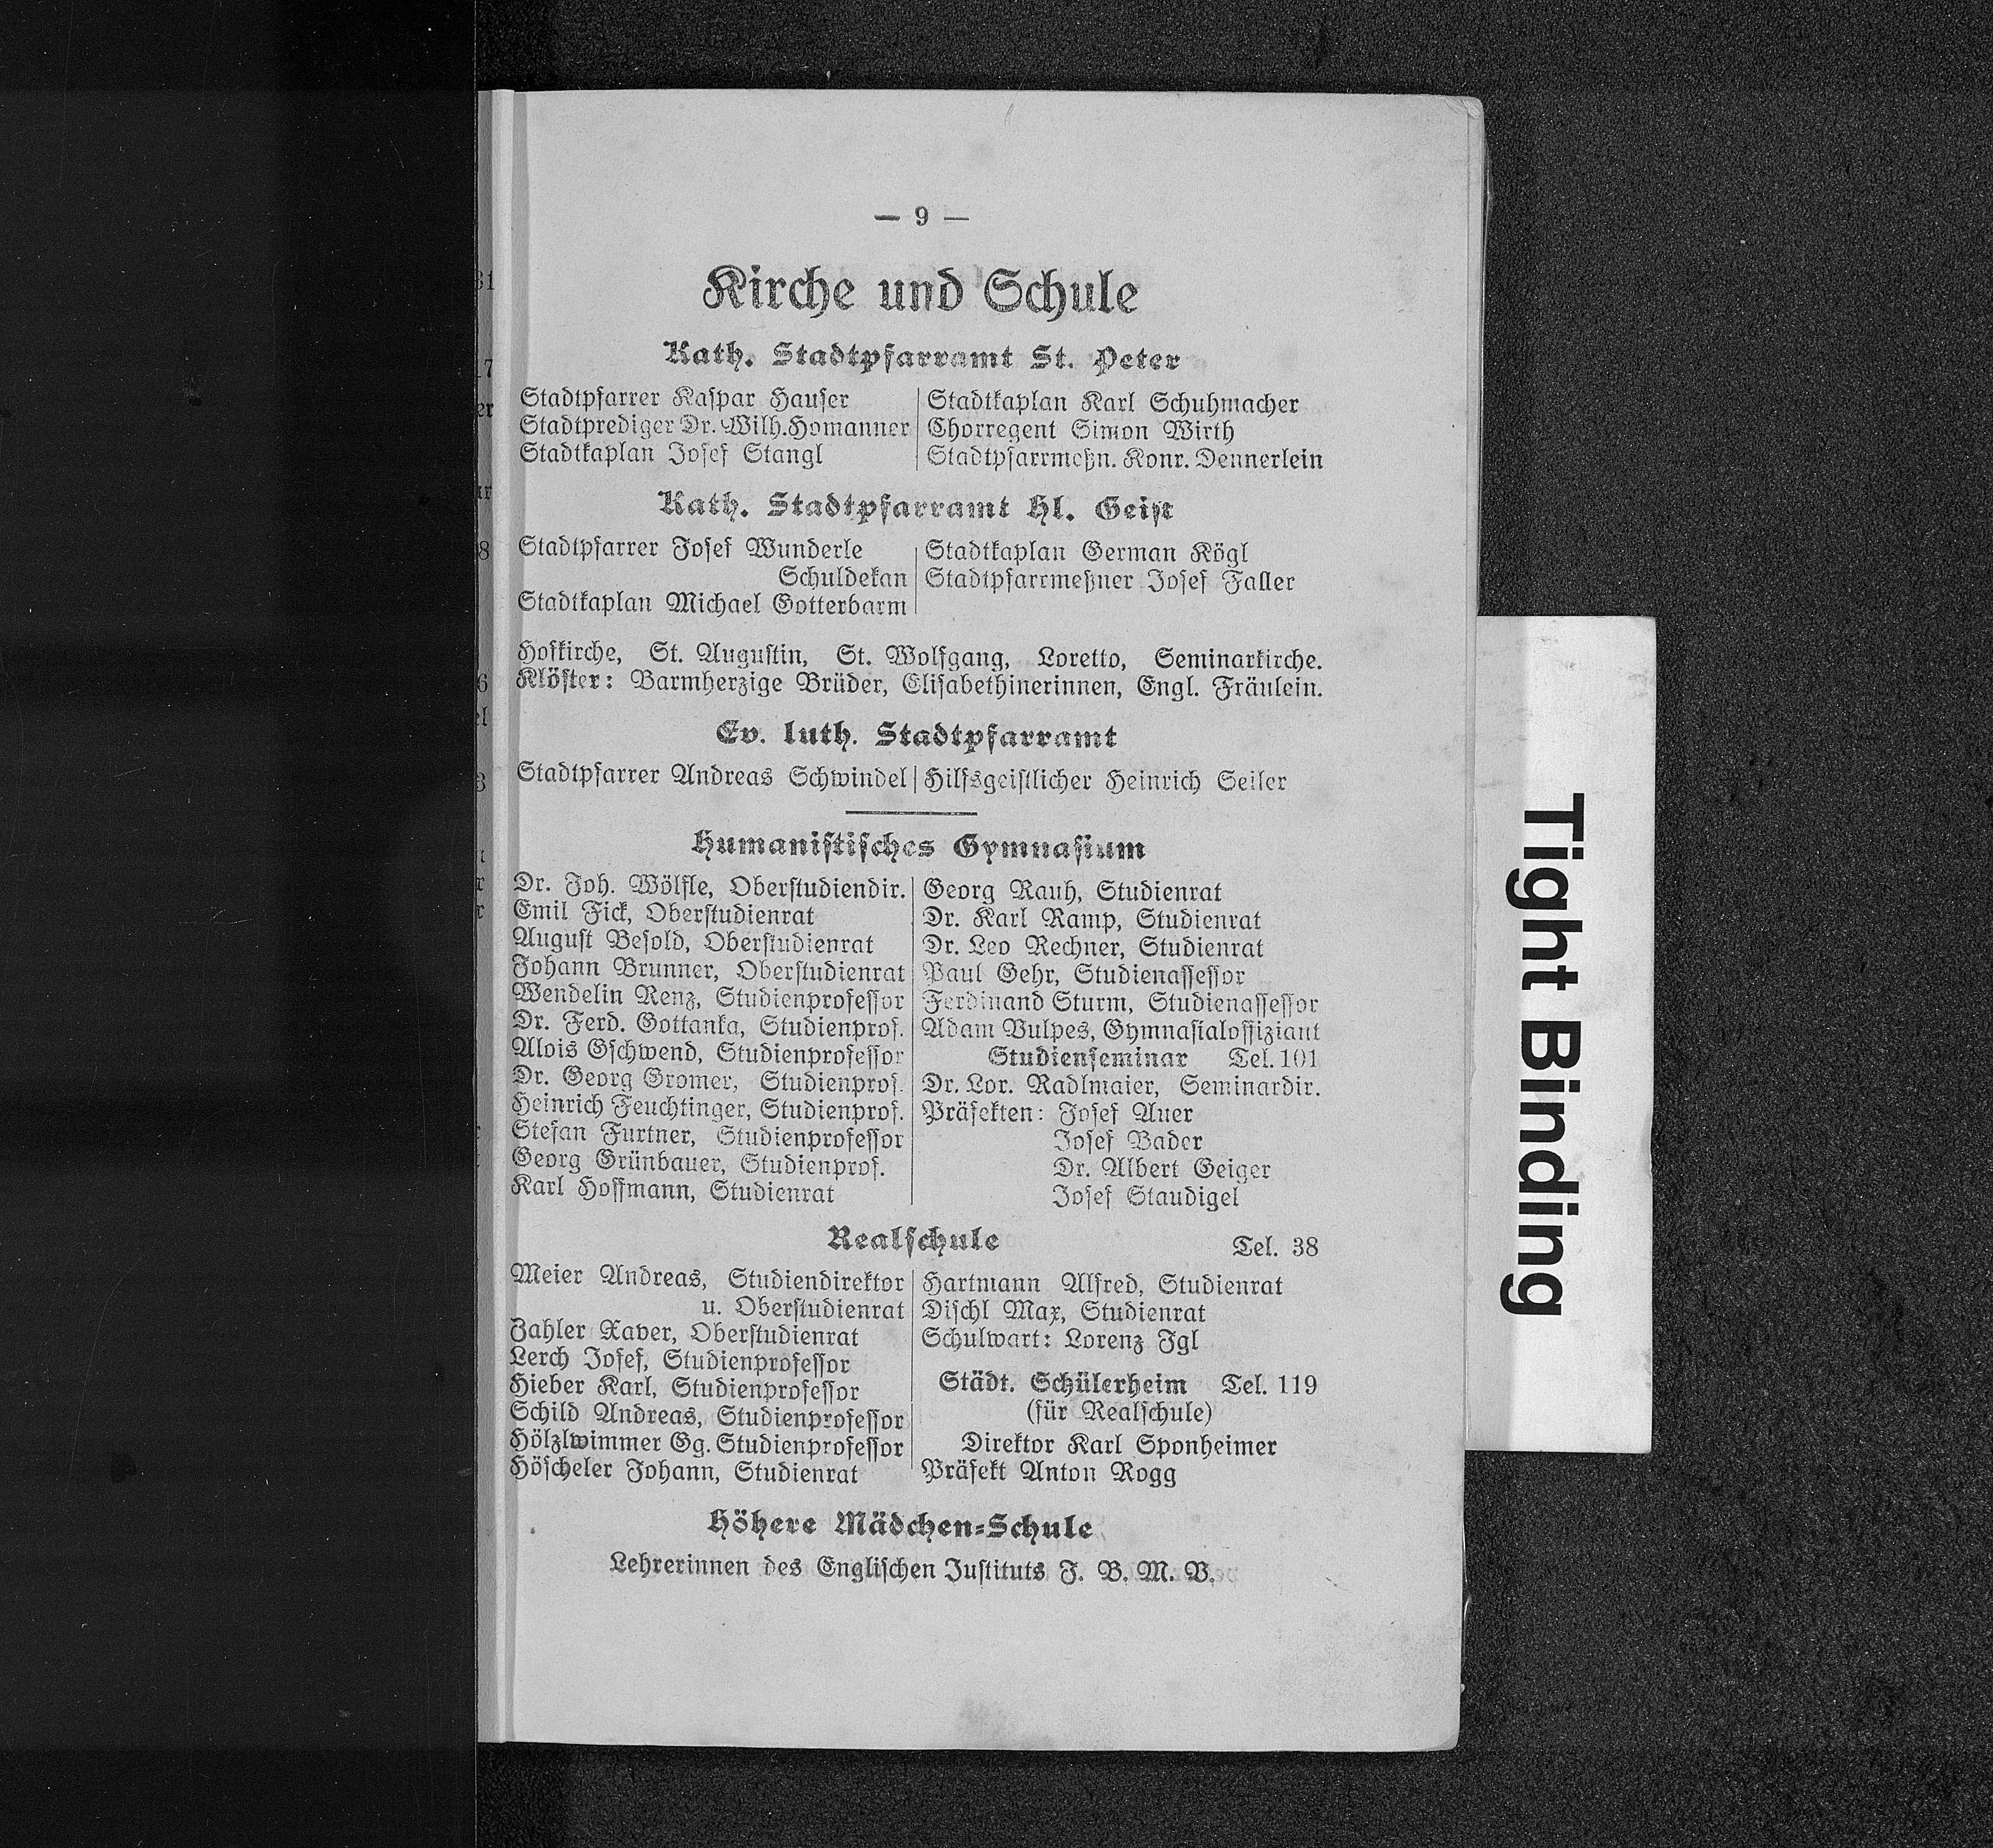 — 9 —
Kirche und Schule
Kath. Stadtpfarramt St. Peter
Stadtpfarrer Kaspar Hauser
Stadtprediger Dr. Wilh. Homanner
Stadtkaplan Josef Stangl
Stadtkaplan Karl Schuhmacher
Chorregent Simon Wirth
Stadtpfarrmeßn. Konr. Dennerlein
Kath. Stadtpfarramt Hl. Geist
Stadtpfarrer Josef Wunderle
Schuldekan
Stadtkaplan Michael Gotterbarm
Stadtkaplan German Kögl
Stadtpfarrmeßner Josef Faller
Hofkirche, St. Augustin, St. Wolfgang, Loretto, Seminarkirche.
Klöster: Barmherzige Brüder, Elisabethinerinnen, Engl. Fräulein.
Ev. luth. Stadtpfarramt
Stadtpfarrer Andreas Schwindel
Hilfsgeistlicher Heinrich Seiler
Humanistisches Gymnasium
Dr. Joh. Wölfle, Oberstudiendir.
Emil Fick, Oberstudienrat
August Besold, Oberstudienrat
Johann Brunner, Oberstudienrat
Wendelin Renz, Studienprofessor
Dr. Ferd. Gottanka, Studienprof.
Alois Gschwend, Studienprofessor
Dr. Georg Gromer, Studienprof.
Heinrich Feuchtinger, Studienprof.
Stefan Furtner, Studienprofessor
Georg Grünbauer, Studienprof.
Karl Hoffmann, Studienrat
Georg Rauh, Studienrat
Dr. Karl Ramp, Studienrat
Dr. Leo Rechner, Studienrat
Paul Gehr, Studienassessor
Ferdinand Sturm, Studienassessor
Adam Vulpes, Gymnasialoffiziant
Studienseminar Tel. 101
Dr. Lor. Radlmaier, Seminardir.
Präfekten: Josef Auer
Josef Bader
Dr. Albert Geiger
Josef Staudigel
Realschule Tel. 38
Meier Andreas, Studiendirektor
u. Oberstudienrat
Zahler Xaver, Oberstudienrat
Lerch Josef, Studienprofessor
Hieber Karl, Studienprofessor
Schild Andreas, Studienprofessor
Hölzlwimmer Gg. Studienprofessor
Höscheler Johann, Studienrat
Hartmann Alfred, Studienrat
Dischl Max, Studienrat
Schulwart: Lorenz Igl
Städt. Schülerheim Tel. 119
(für Realschule)
Direktor Karl Sponheimer
Präfekt Anton Rogg
Höhere Mädchen-Schule
Lehrerinnen des Englischen Instituts J. B. M. V.
Tight Binding